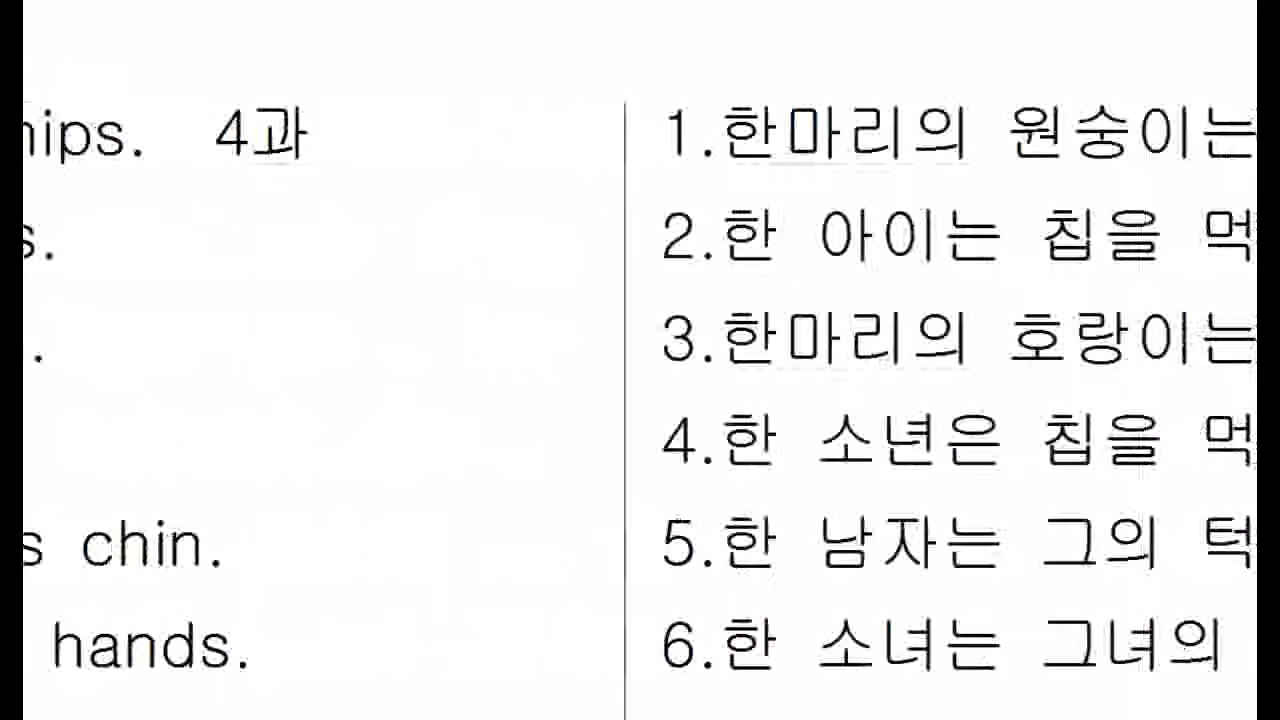 4과
chin.
hands.
1.한마리의 원숭이는
2.한 아이는 칩을 먹
3.한마리의 호랑이는
4.한 소년은 칩을 먹
5.한 남자는 그의 턱
6.한 소녀는 그녀의